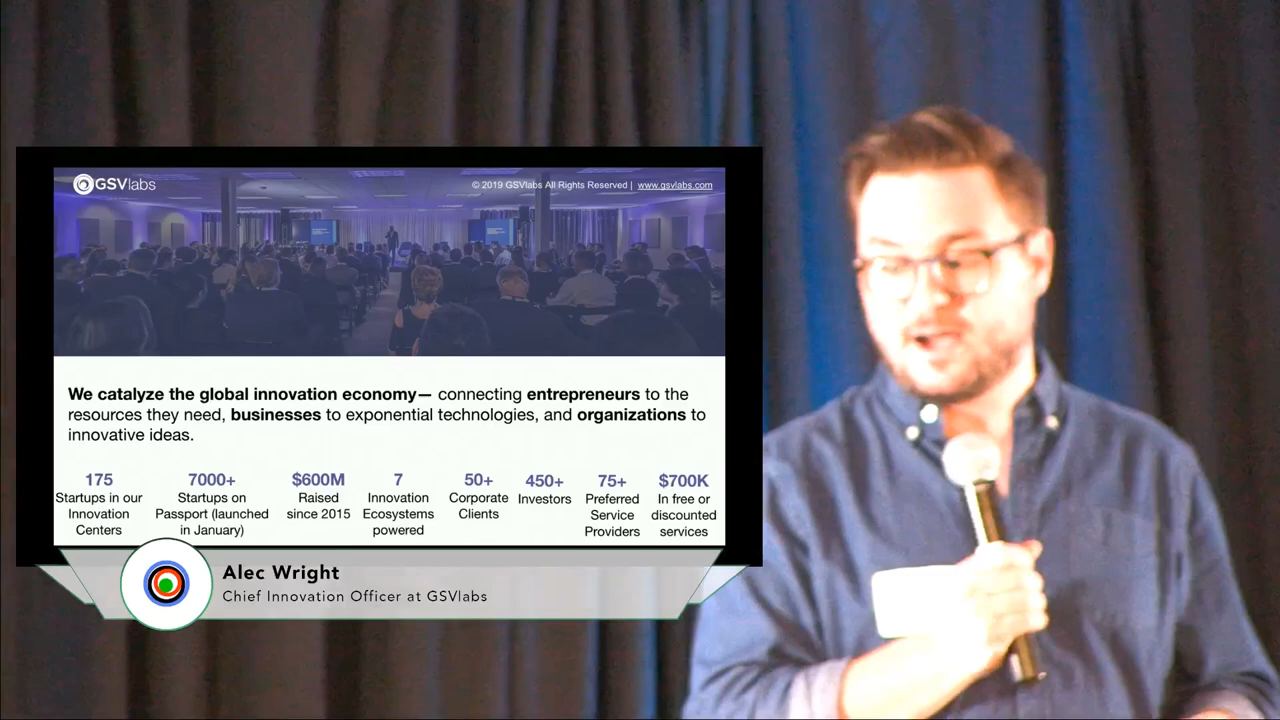 GSVlabs
© 2019 GSVlabs All Rights Reserved | www.gsvlabs.com
We catalyze the global innovation economy— connecting entrepreneurs to the
resources they need, businesses to exponential technologies, and organizations to
innovative ideas.
175
Startups in our
Innovation
Centers
7000+
Startups on
Passport (launched
in January)
$600M
Raised
since 2015
7
Innovation
Ecosystems
powered
50+
Corporate
Clients
450+
Investors
75+
Preferred
Service
Providers
$700K
In free or
discounted
services
Alec Wright
Chief Innovation Officer at GSVlabs